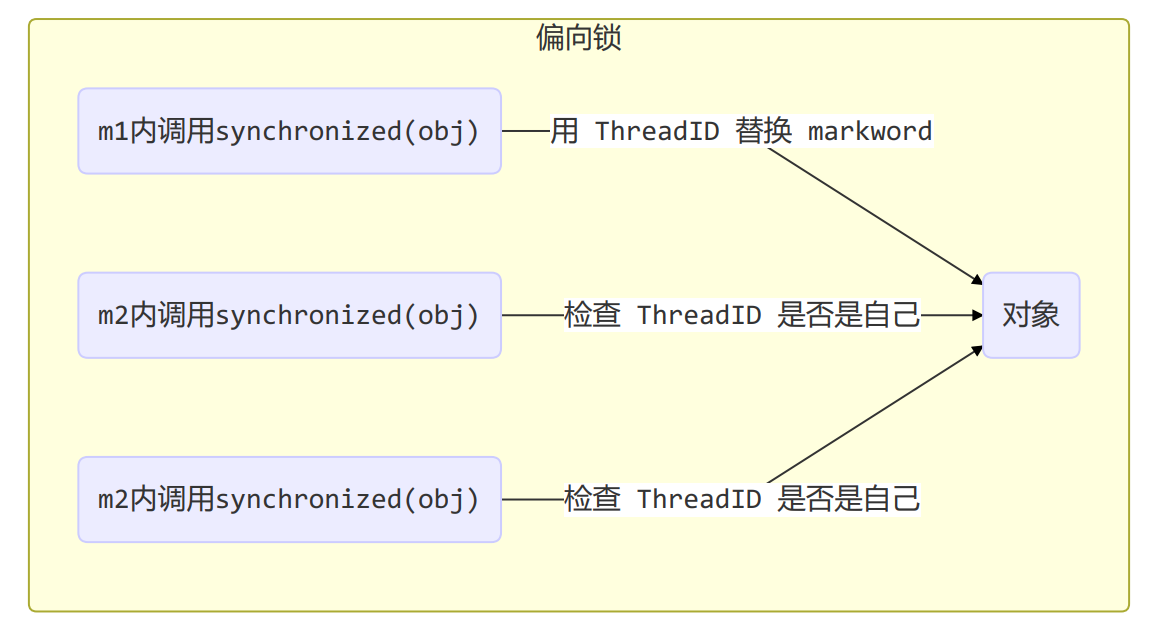 偏向锁
m1内调用synchronized(obj)
用 ThreadID 替换 markword
m2内调用synchronized(obj)
检查 ThreadID 是否是自己
对象
m2内调用synchronized(obj)
检查 ThreadID 是否是自己